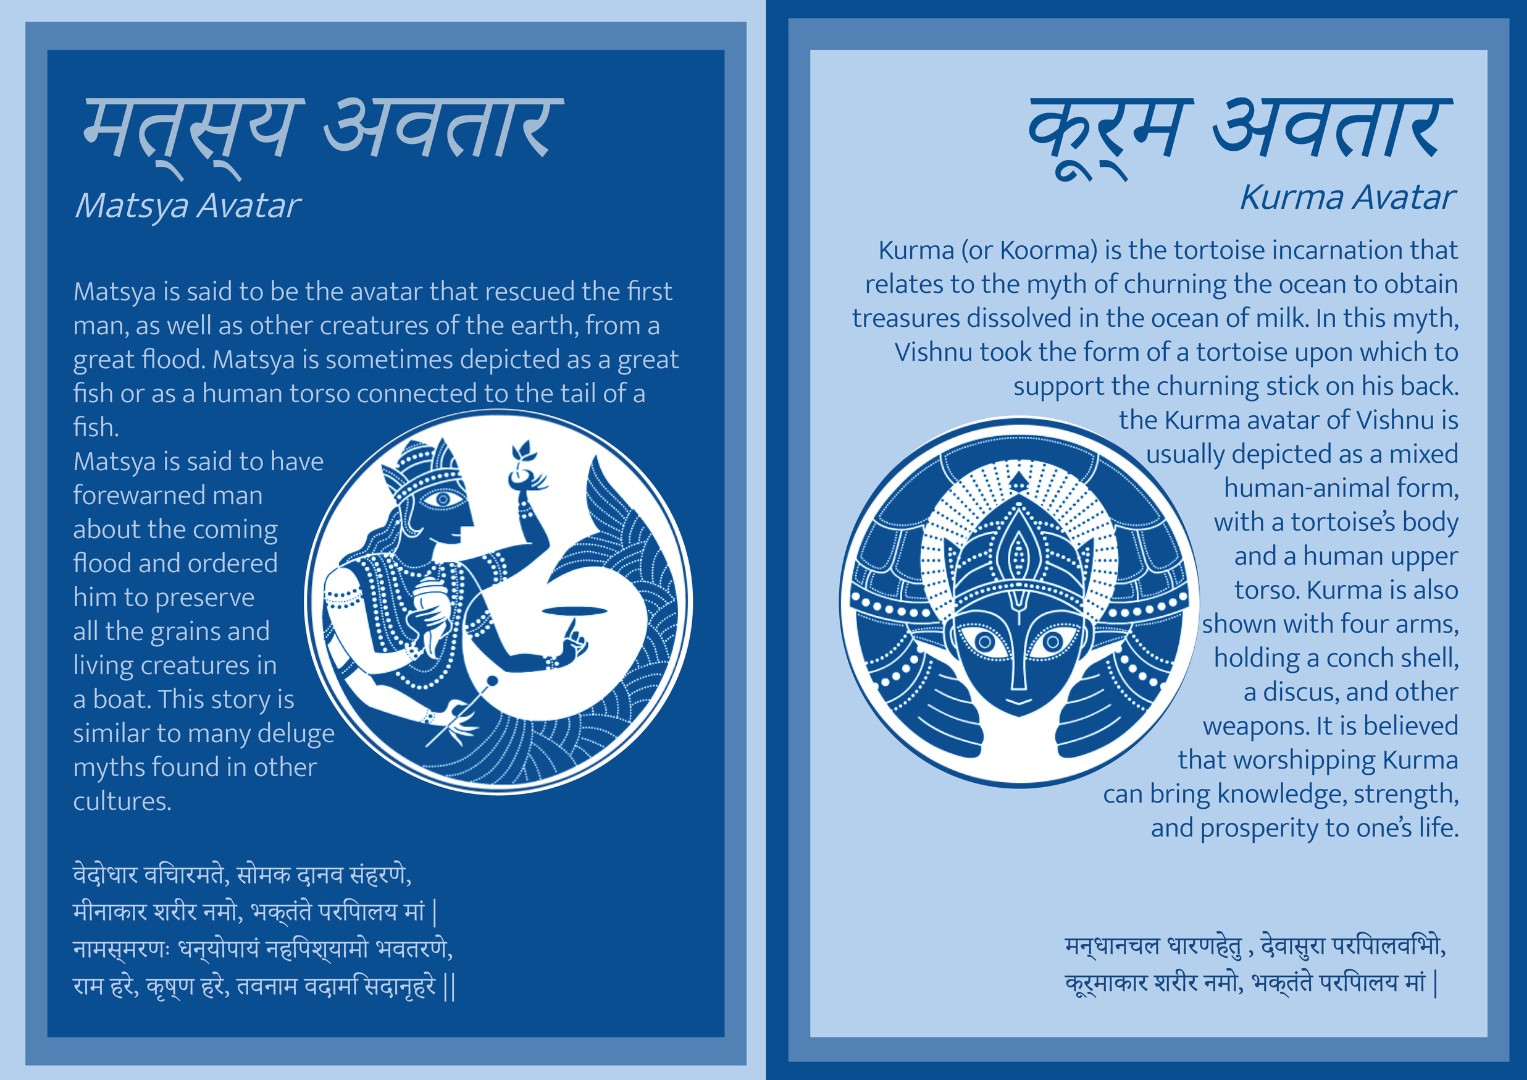 मत्‌स्‌य अवतार
Matsya Avatar
Matsya is said to be the avatar that rescued the first
man, as well as other creatures of the earth, from a
great flood. Matsya is sometimes depicted as a great
fish or as a human torso connected to the tail of a
fish.
Matsya is said to have
forewarned man
about the coming
flood and ordered
him to preserve
all the grains and
living creatures in
a boat. This story is
similar to many deluge
myths found in other
cultures.
वेदोधार विचारमते, सोमक दानव संहरणे,
मीनाकार शरीर नमो, भक्‌तंते परिपालय मां |
नामस्‌मरणः धन्‌योपायं नहिपश्‌यामो भवतरणे,
राम हरे, कृष्‌ण हरे, तवनाम वदामि सदानृहरे ||
कूर्‌म अवतार
Kurma Avatar
Kurma (or Koorma) is the tortoise incarnation that
relates to the myth of churning the ocean to obtain
treasures dissolved in the ocean of milk. In this myth,
Vishnu took the form of a tortoise upon which to
support the churning stick on his back.
the Kurma avatar of Vishnu is
usually depicted as a mixed
human-animal form,
with a tortoise's body
and a human upper
torso. Kurma is also
shown with four arms,
holding a conch shell,
a discus, and other
weapons. It is believed
that worshipping Kurma
can bring knowledge, strength,
and prosperity to one's life.
मन्‌धानचल धारणहेतु , देवासुरा परिपालविभो,
कूर्‌माकार शरीर नमो, भक्‌तंते परिपालय मां |